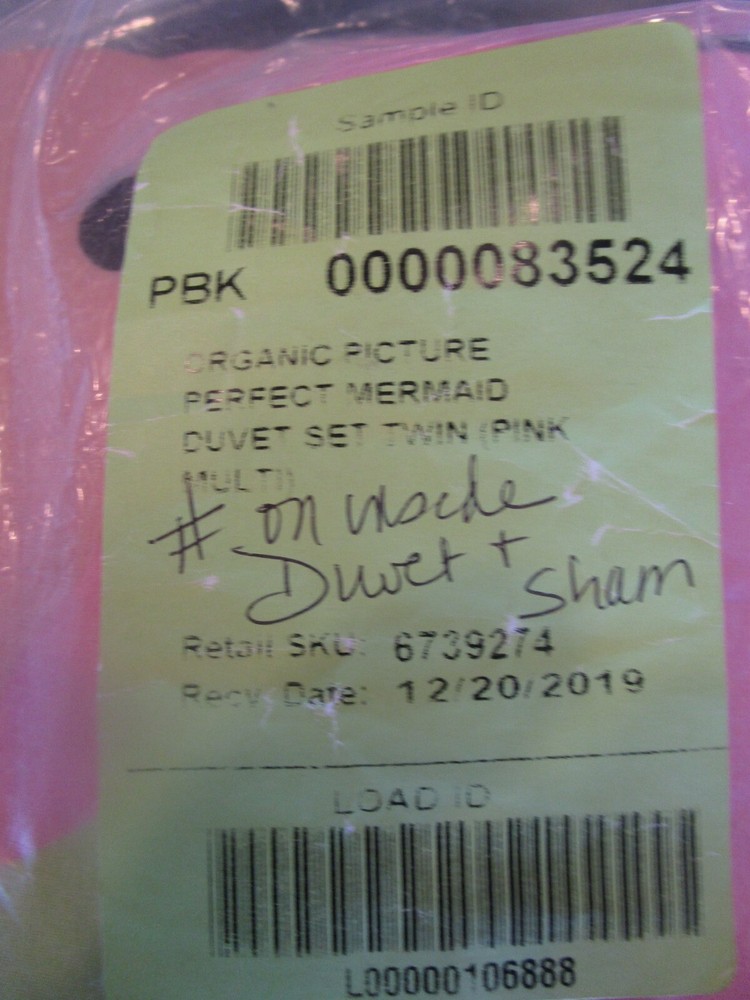 Sample ID
PBK 0000083524
ORGANIC PICTURE
PERFECT MERMAID
DUVET SET TWIN (PINK
MULTI)
# on inside
Duvet + Sham
Retail SKU: 6739274
Recv. Date: 12/20/2019
LOAD ID
L00000106888